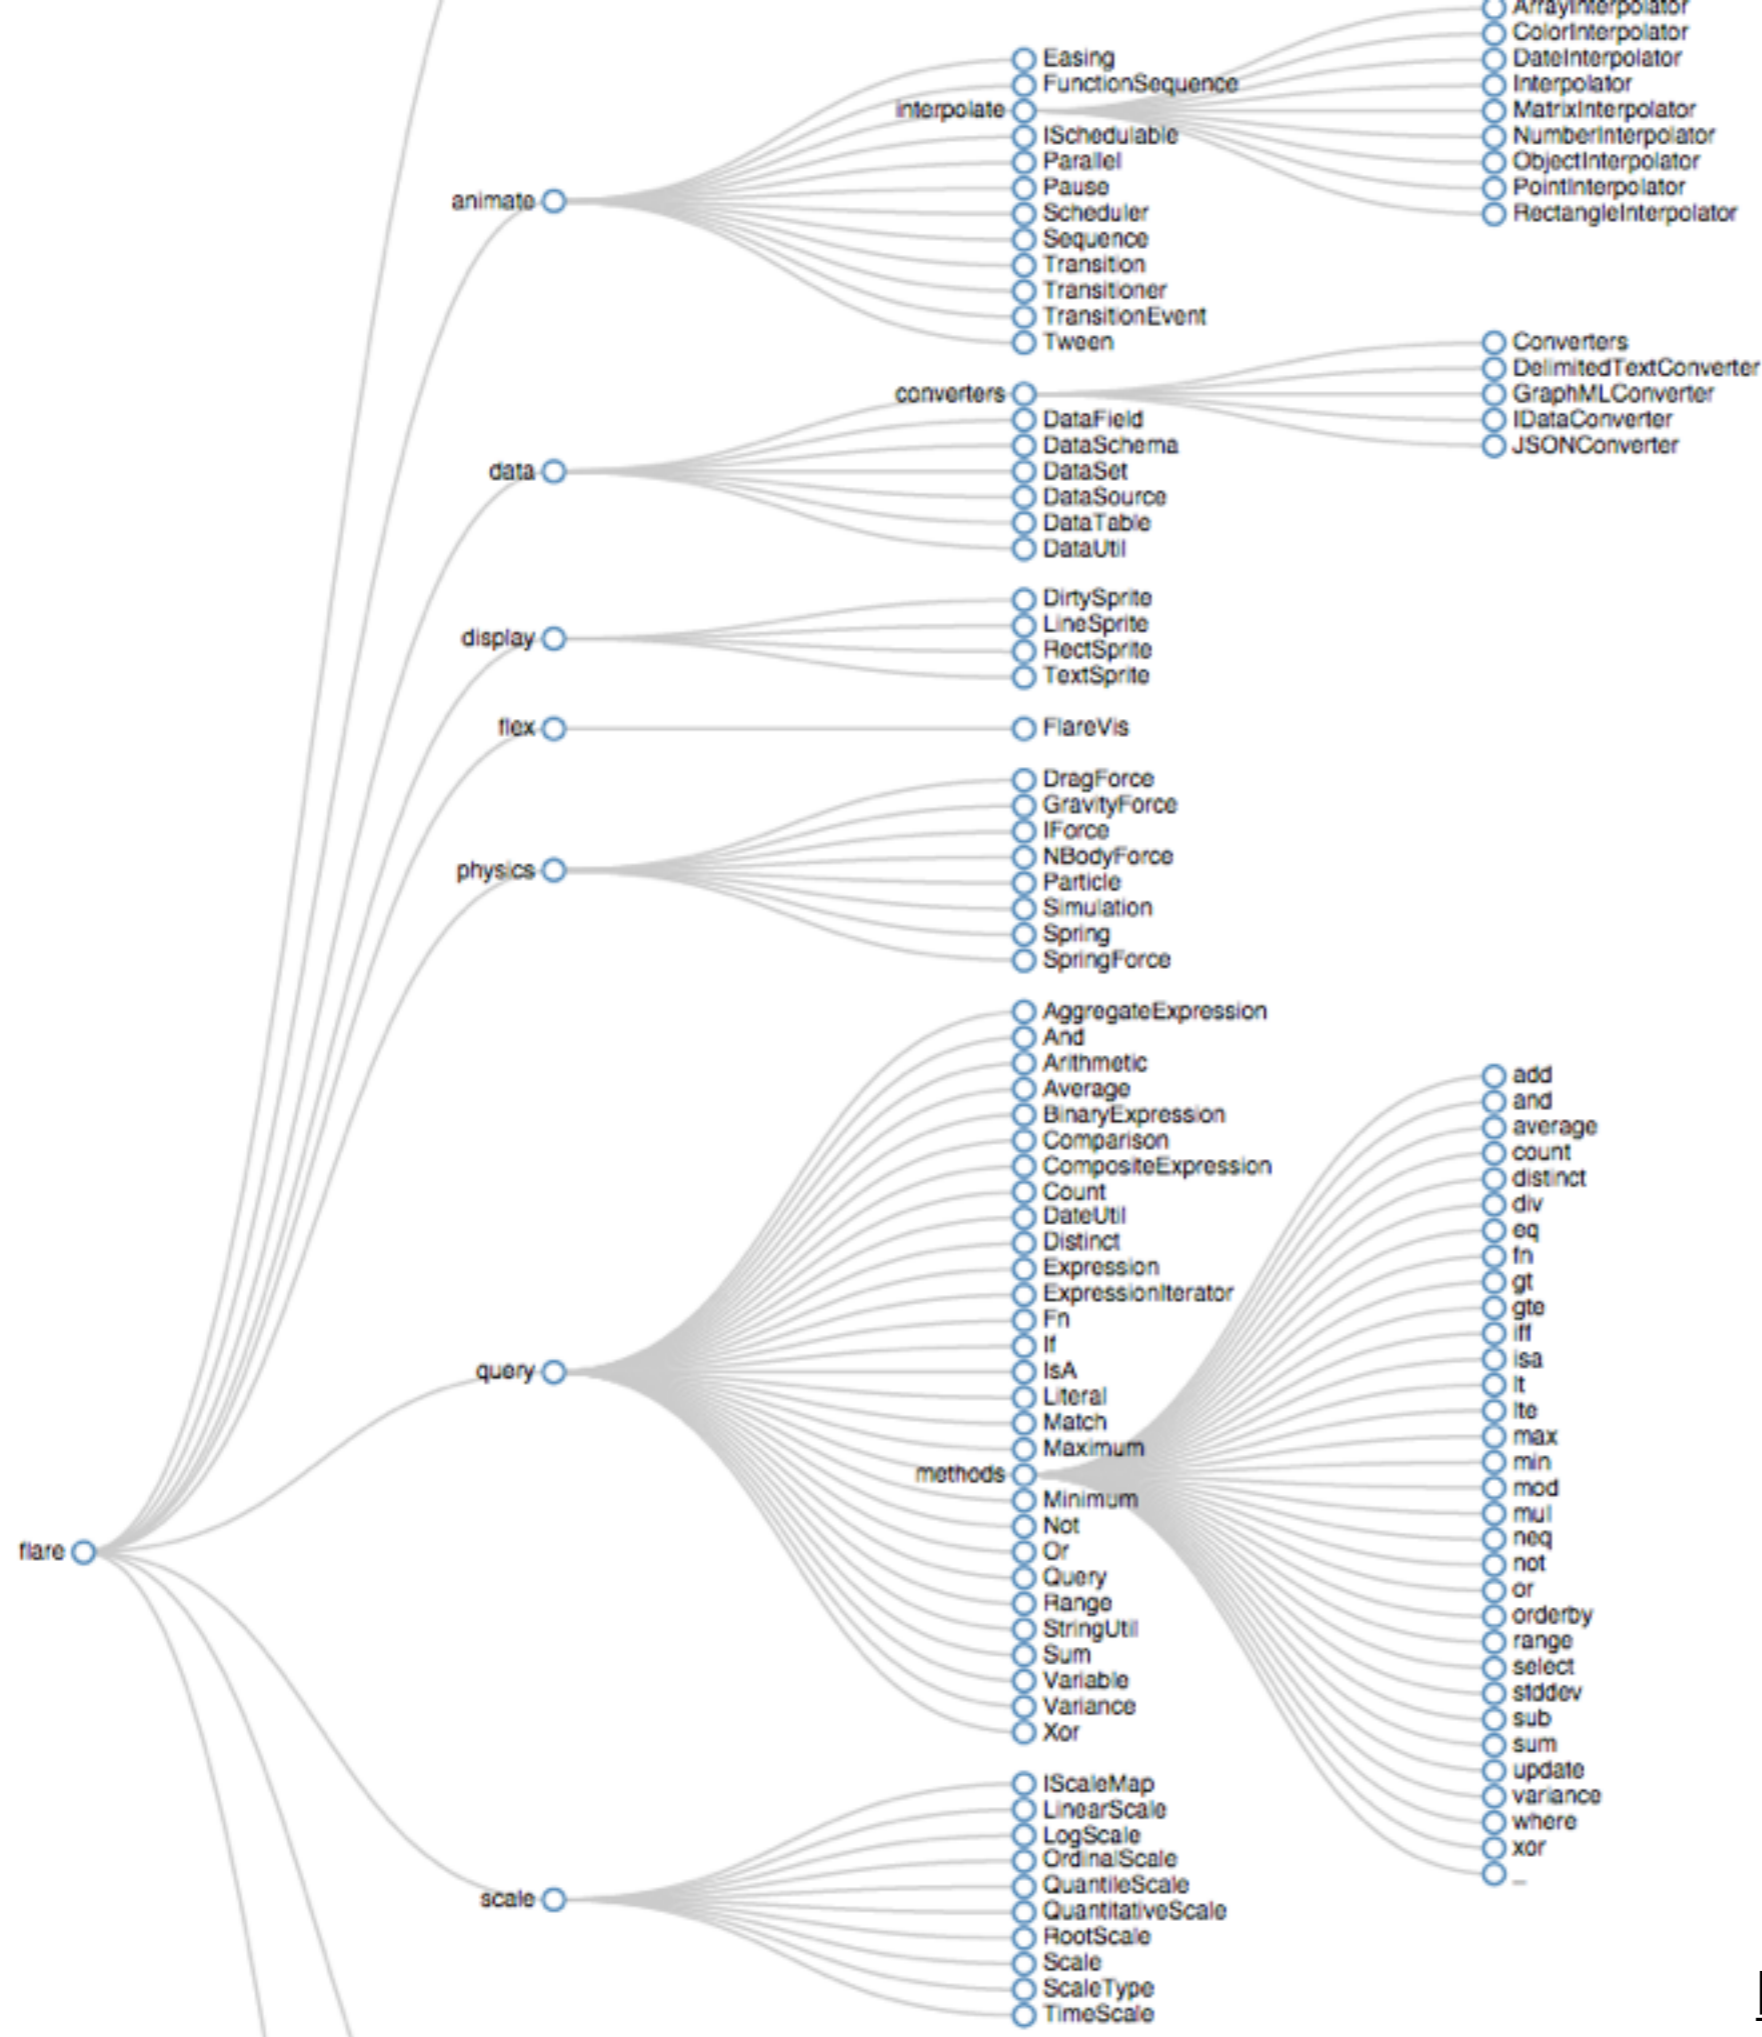 ArrayInterpolator
ColorInterpolator
Easing
DateInterpolator
FunctionSequence
Interpolator
interpolate
MatrixInterpolator
ISchedulable
NumberInterpolator
Parallel
ObjectInterpolator
Pause
PointInterpolator
animate
Scheduler
RectangleInterpolator
Sequence
Transition
Transitioner
TransitionEvent
Tween
Converters
DelimitedTextConverter
converters
GraphMLConverter
DataField
IDataConverter
DataSchema
JSONConverter
data
DataSet
DataSource
DataTable
DataUtil
DirtySprite
LineSprite
display
RectSprite
TextSprite
flex
FlareVis
DragForce
GravityForce
IForce
NBodyForce
physics
Particle
Simulation
Spring
SpringForce
AggregateExpression
And
Arithmetic
add
Average
and
BinaryExpression
average
Comparison
count
CompositeExpression
distinct
Count
div
DateUtil
eq
Distinct
fn
Expression
gt
ExpressionIterator
gte
Fn
iff
If
isa
query
IsA
lt
Literal
lte
Match
max
Maximum
min
methods
mod
Minimum
mul
Not
neq
flare
Or
not
Query
or
Range
orderby
StringUtil
range
Sum
select
Variable
stddev
Variance
sub
Xor
sum
update
IScaleMap
variance
LinearScale
where
LogScale
xor
OrdinalScale
_
QuantileScale
scale
QuantitativeScale
RootScale
Scale
ScaleType
TimeScale